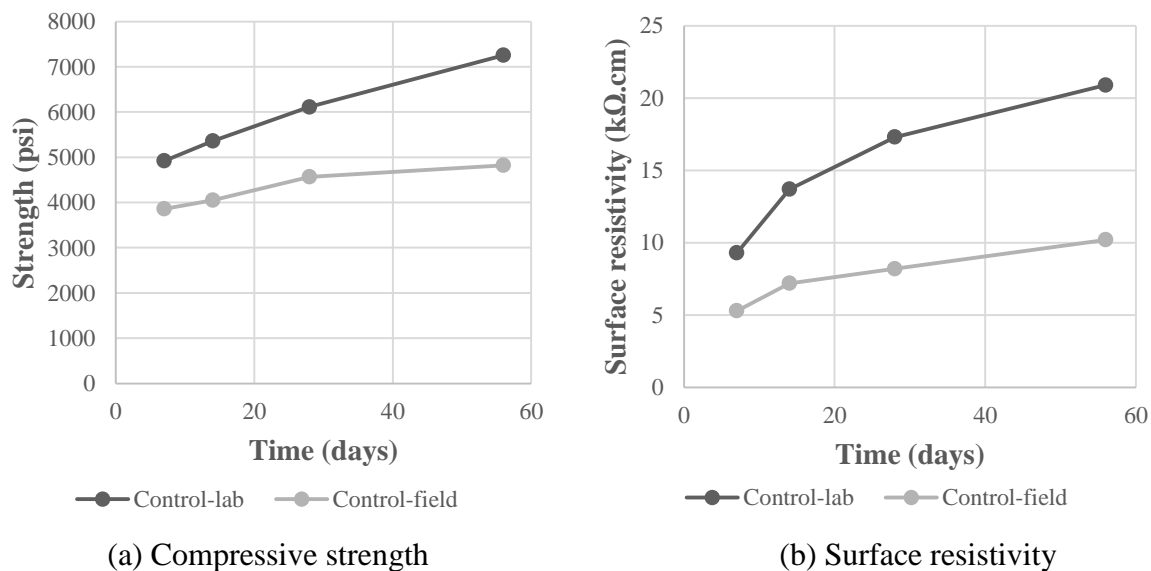 8000
7000
6000
5000
4000
3000
2000
1000
0
Strength (psi)
0 20 40 60
Time (days)
Control-lab Control-field
(a) Compressive strength
25
20
15
10
5
0
Surface resistivity (kΩ.cm)
0 20 40 60
Time (days)
Control-lab Control-field
(b) Surface resistivity